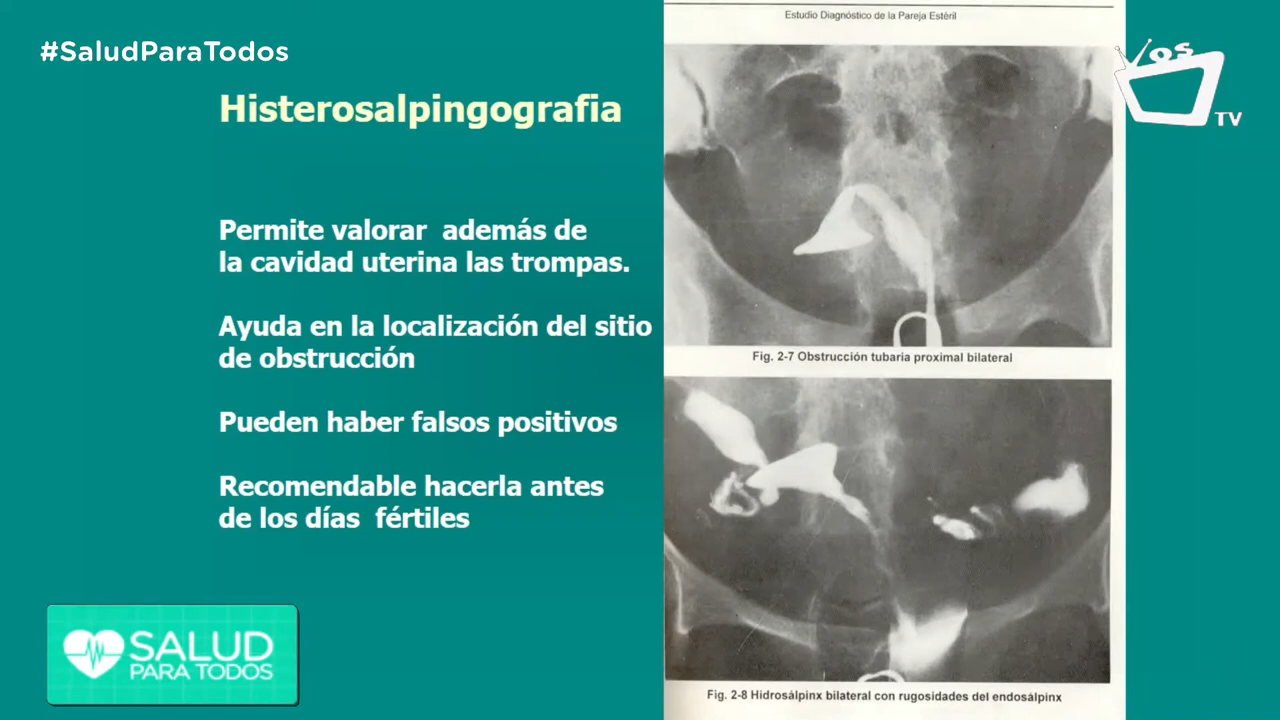 #SaludParaTodos
Histerosalpingografia
Permite valorar además de
la cavidad uterina las trompas.
Ayuda en la localización del sitio
de obstrucción
Pueden haber falsos positivos
Recomendable hacerla antes
de los días fértiles
SALUD
PARA TODOS
Estudio Diagnóstico de la Pareja Estéril
Fig. 2-7 Obstrucción tubaria proximal bilateral
Fig. 2-8 Hidrosálpinx bilateral con rugosidades del endosálpinx
VOS
TV